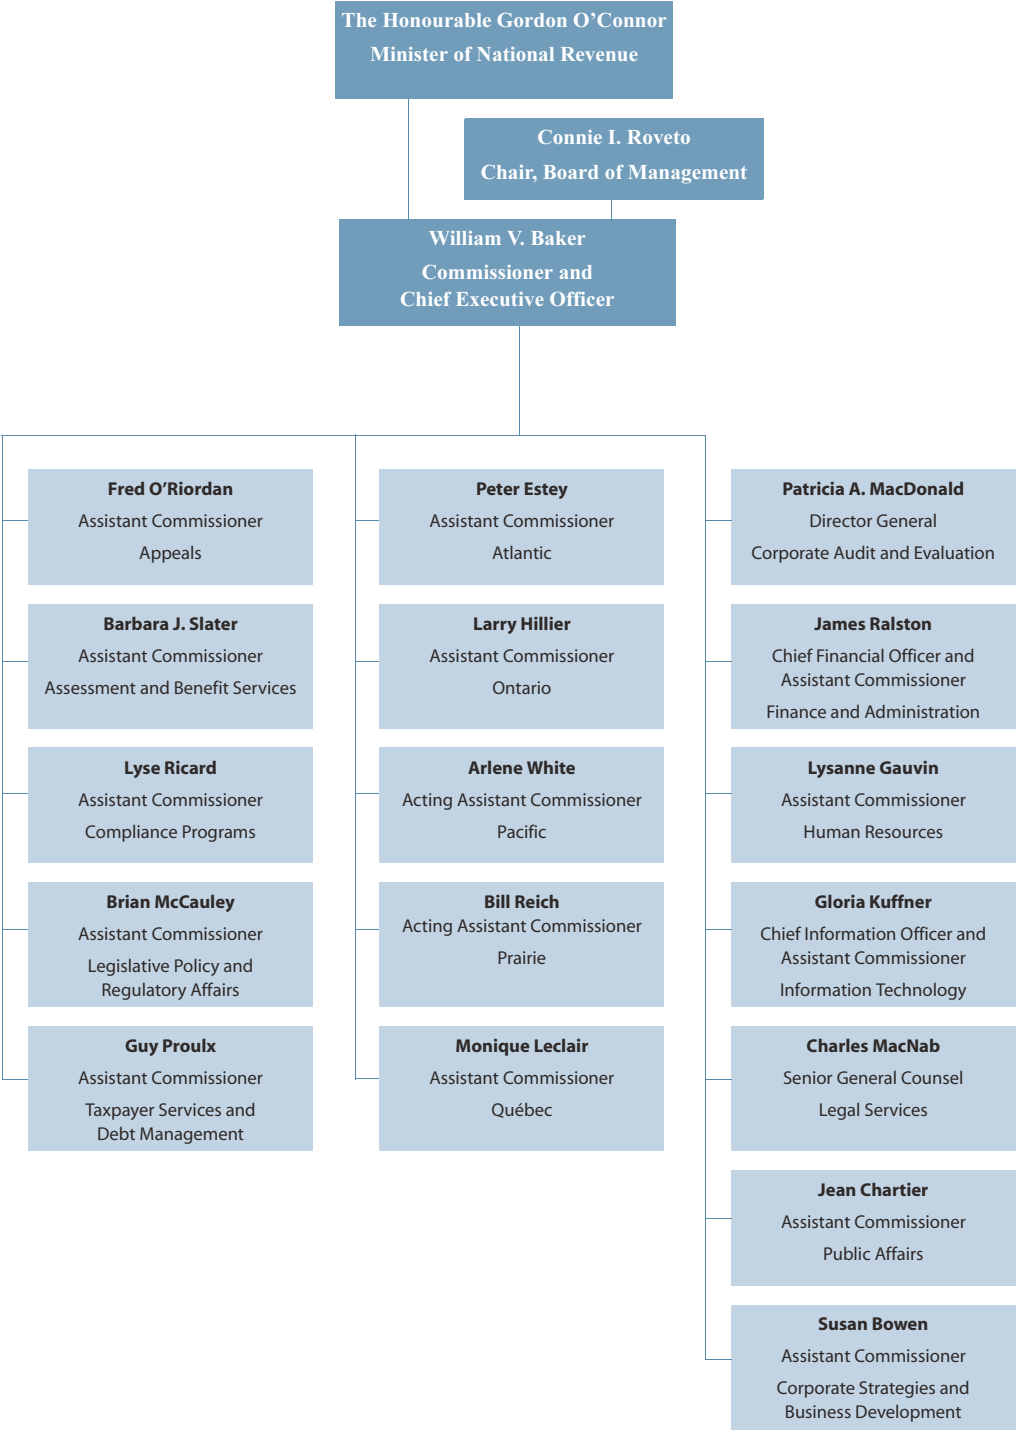 The Honourable Gordon O’Connor
Minister of National Revenue
Connie I. Roveto
Chair, Board of Management
William V. Baker
Commissioner and
Chief Executive Officer
Fred O’Riordan
Assistant Commissioner
Appeals
Barbara J. Slater
Assistant Commissioner
Assessment and Benefit Services
Lyse Ricard
Assistant Commissioner
Compliance Programs
Brian McCauley
Assistant Commissioner
Legislative Policy and
Regulatory Affairs
Guy Proulx
Assistant Commissioner
Taxpayer Services and
Debt Management
Peter Estey
Assistant Commissioner
Atlantic
Larry Hillier
Assistant Commissioner
Ontario
Arlene White
Acting Assistant Commissioner
Pacific
Bill Reich
Acting Assistant Commissioner
Prairie
Monique Leclair
Assistant Commissioner
Québec
Patricia A. MacDonald
Director General
Corporate Audit and Evaluation
James Ralston
Chief Financial Officer and
Assistant Commissioner
Finance and Administration
Lysanne Gauvin
Assistant Commissioner
Human Resources
Gloria Kuffner
Chief Information Officer and
Assistant Commissioner
Information Technology
Charles MacNab
Senior General Counsel
Legal Services
Jean Chartier
Assistant Commissioner
Public Affairs
Susan Bowen
Assistant Commissioner
Corporate Strategies and
Business Development